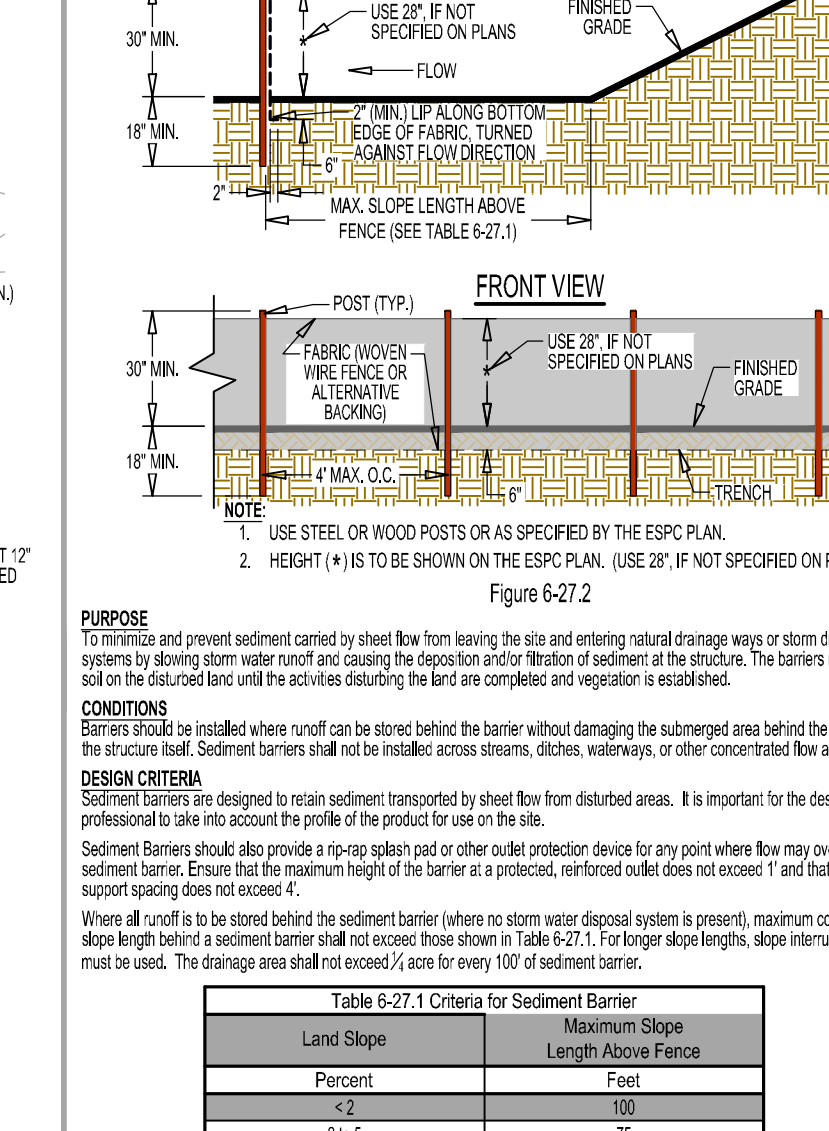 USE 28", IF NOT
SPECIFIED ON PLANS
FINISHED
GRADE
30" MIN.
*
FLOW
18" MIN.
2" (MIN.) LIP ALONG BOTTOM
EDGE OF FABRIC, TURNED
AGAINST FLOW DIRECTION
6"
2"
MAX. SLOPE LENGTH ABOVE
FENCE (SEE TABLE 6-27.1)
N.)
FRONT VIEW
POST (TYP.)
30" MIN.
FABRIC (WOVEN
WIRE FENCE OR
ALTERNATIVE
BACKING)
*
USE 28", IF NOT
SPECIFIED ON PLANS
FINISHED
GRADE
18" MIN.
4' MAX. O.C.
6"
TRENCH
NOTE:
1. USE STEEL OR WOOD POSTS OR AS SPECIFIED BY THE ESPC PLAN.
2. HEIGHT (*) IS TO BE SHOWN ON THE ESPC PLAN. (USE 28", IF NOT SPECIFIED ON
T 12"
ED
Figure 6-27.2
PURPOSE
To minimize and prevent sediment carried by sheet flow from leaving the site and entering natural drainage ways or storm
systems by slowing storm water runoff and causing the deposition and/or filtration of sediment at the structure. The barriers
soil on the disturbed land until the activities disturbing the land are completed and vegetation is established.
CONDITIONS
Barriers should be installed where runoff can be stored behind the barrier without damaging the submerged area behind the
the structure itself. Sediment barriers shall not be installed across streams, ditches, waterways, or other concentrated flow
DESIGN CRITERIA
Sediment barriers are designed to retain sediment transported by sheet flow from disturbed areas. It is important for the
professional to take into account the profile of the product for use on the site.
Sediment Barriers should also provide a rip-rap splash pad or other outlet protection device for any point where flow may
sediment barrier. Ensure that the maximum height of the barrier at a protected, reinforced outlet does not exceed 1' and that
support spacing does not exceed 4'.
Where all runoff is to be stored behind the sediment barrier (where no storm water disposal system is present), maximum
slope length behind a sediment barrier shall not exceed those shown in Table 6-27.1. For longer slope lengths, slope
must be used. The drainage area shall not exceed ¼ acre for every 100' of sediment barrier.
Table 6-27.1 Criteria for Sediment Barrier
Land Slope
Maximum Slope
Length Above Fence
Percent
Feet
< 2
100